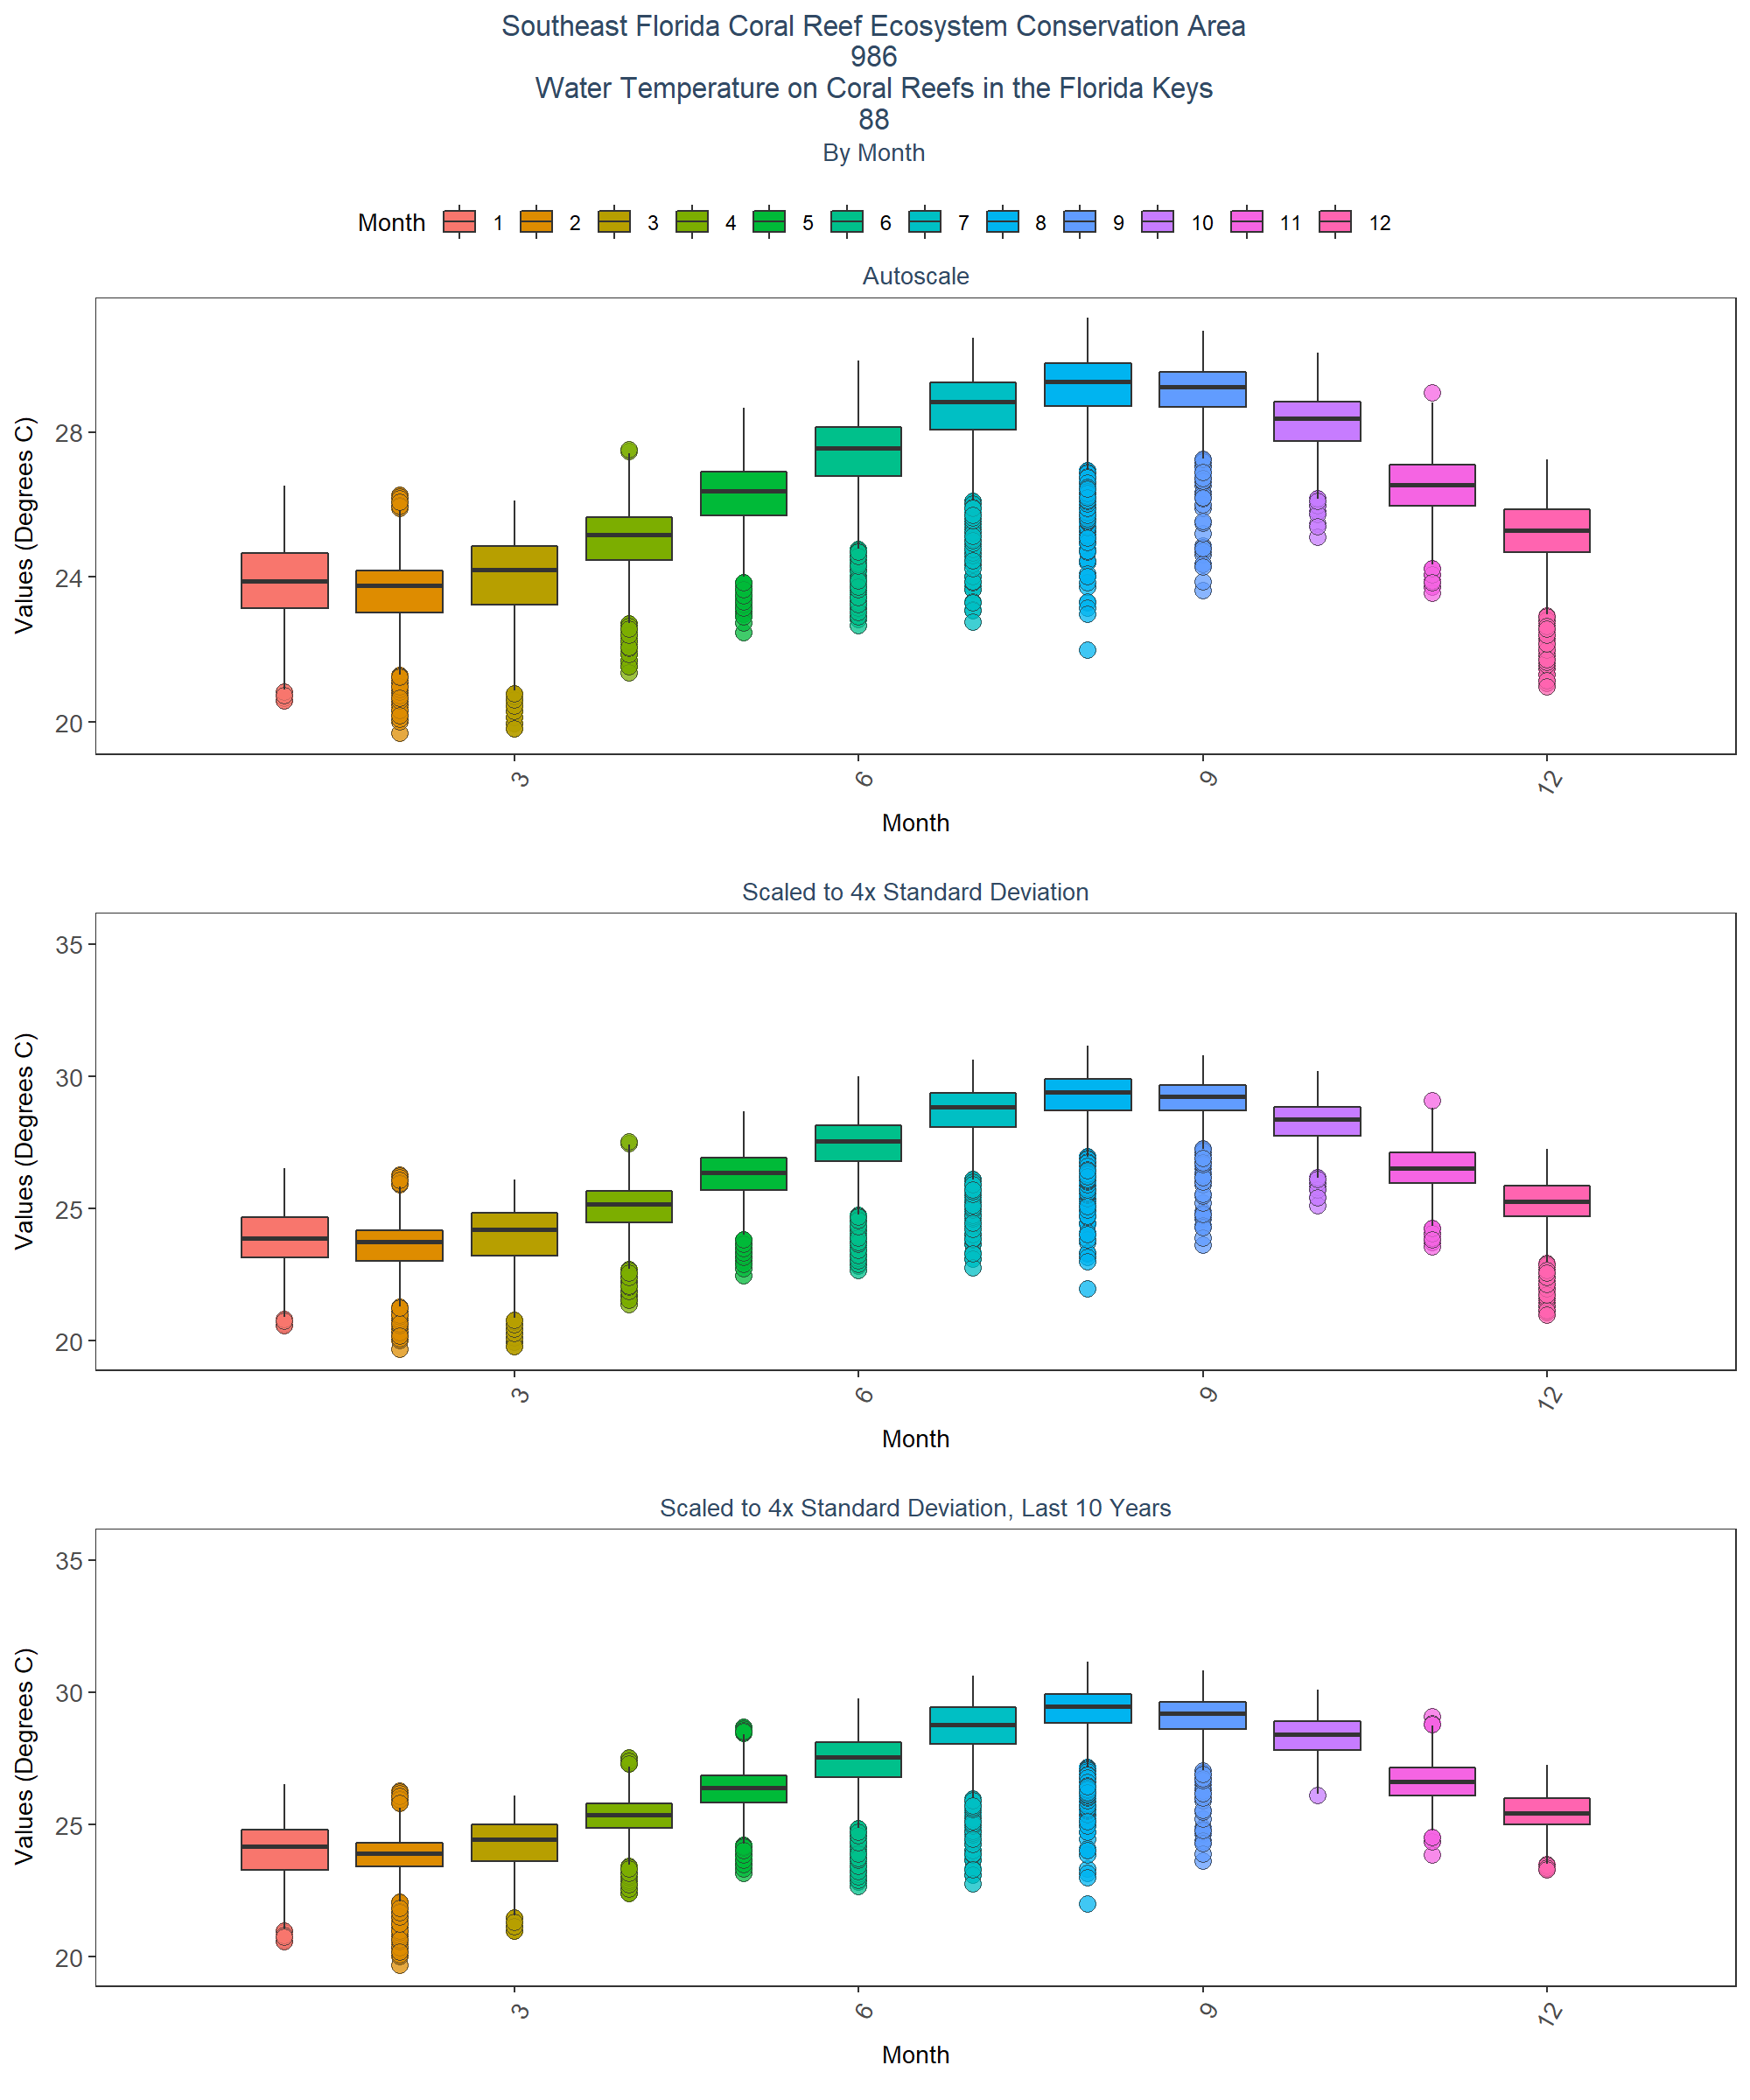 Southeast Florida Coral Reef Ecosystem Conservation Area
986
Water Temperature on Coral Reefs in the Florida Keys
88
By Month
Month 1 2 3 4 5 6 7 8 9 10 11 12
Autoscale
Values (Degrees C)
28
24
20
3 6 9 12
Month
Scaled to 4x Standard Deviation
Values (Degrees C)
35
30
25
20
3 6 9 12
Month
Scaled to 4x Standard Deviation, Last 10 Years
Values (Degrees C)
35
30
25
20
3 6 9 12
Month